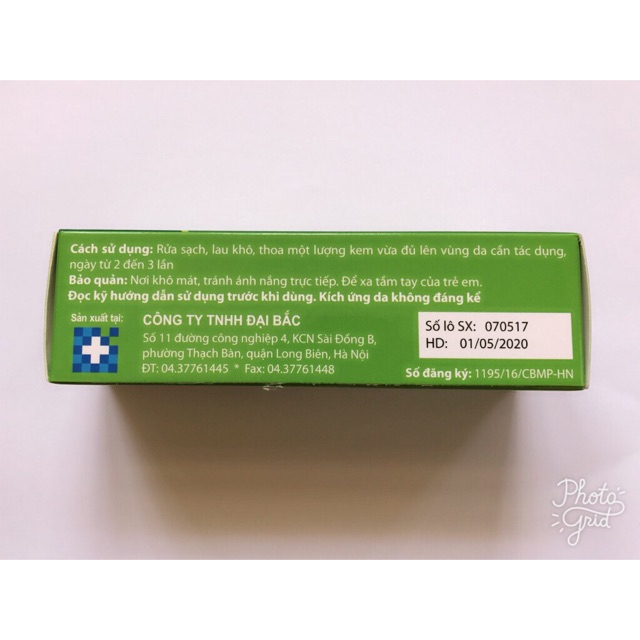 Cách sử dụng: Rửa sạch, lau khô, thoa một lượng kem vừa đủ lên vùng da cần tác dụng,
ngày từ 2 đến 3 lần
Bảo quản: Nơi khô mát, tránh ánh nắng trực tiếp. Để xa tầm tay của trẻ em.
Đọc kỹ hướng dẫn sử dụng trước khi dùng. Kích ứng da không đáng kể
Sản xuất tại:
CÔNG TY TNHH ĐẠI BẮC
Số 11 đường công nghiệp 4, KCN Sài Đồng B,
phường Thạch Bàn, quận Long Biên, Hà Nội
ĐT: 04.37761445 * Fax: 04.37761448
Số lô SX: 070517
HD: 01/05/2020
Số đăng ký: 1195/16/CBMP-HN
Photo
Grid